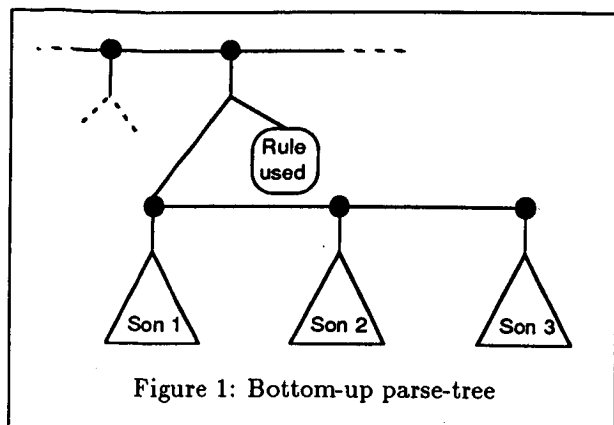 Rule
used
Son 1
Son 2
Son 3
Figure 1: Bottom-up parse-tree